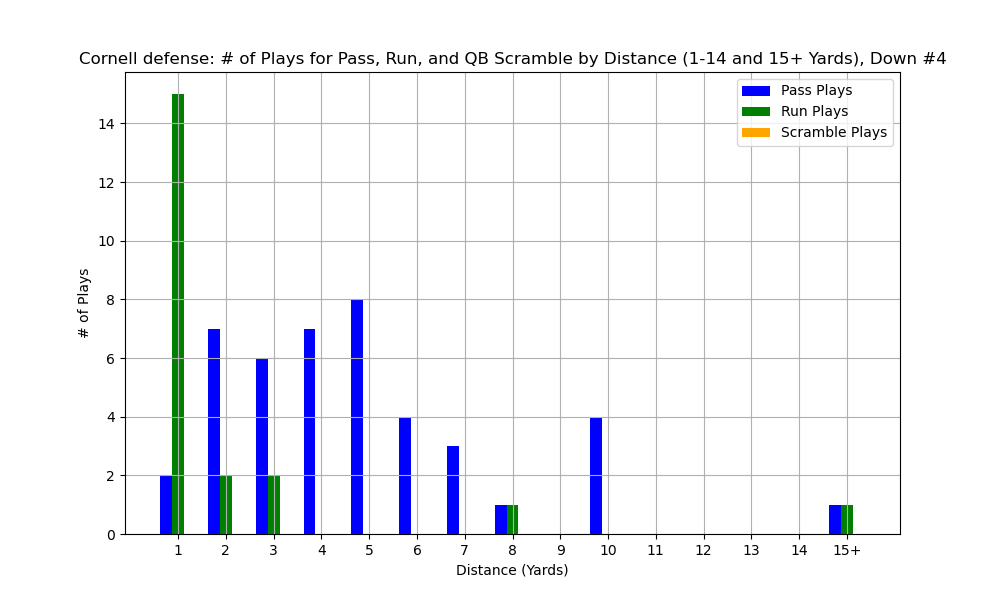 Cornell defense: # of Plays for Pass, Run, and QB Scramble by Distance (1-14 and 15+ Yards), Down #4
Pass Plays
Run Plays
Scramble Plays
# of Plays
14
12
10
8
6
4
2
0
1 2 3 4 5 6 7 8 9 10 11 12 13 14 15+
Distance (Yards)